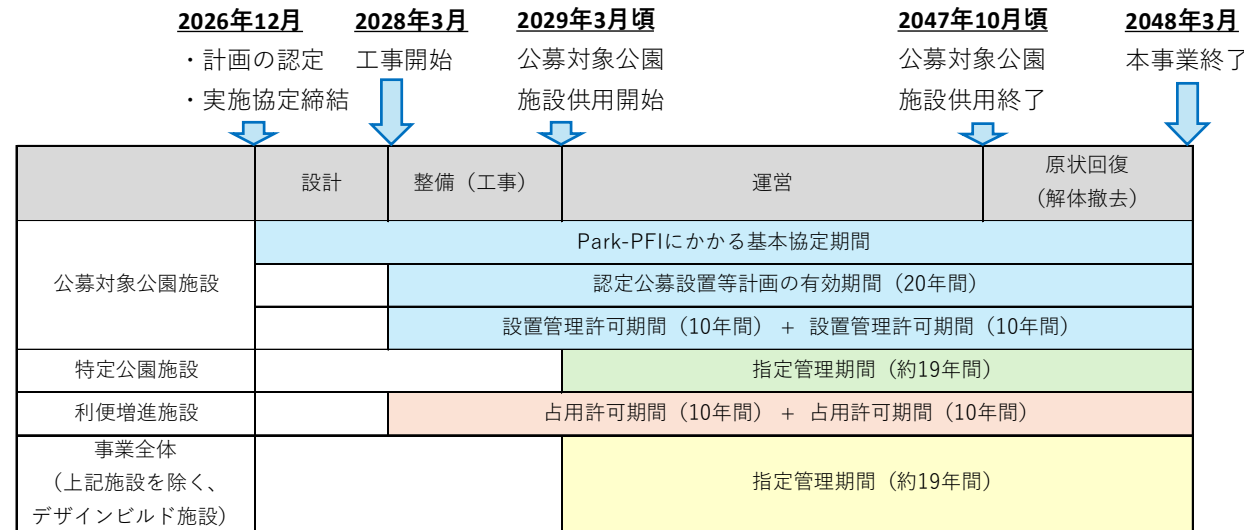 2026年12月
・計画の認定
・実施協定締結
2028年3月
工事開始
2029年3月頃
公募対象公園
施設供用開始
2047年10月頃
公募対象公園
施設供用終了
2048年3月
本事業終了
設計
整備（工事）
運営
原状回復
（解体撤去）
公募対象公園施設
Park-PFIにかかる基本協定期間
認定公募設置等計画の有効期間（20年間）
設置管理許可期間（10年間） + 設置管理許可期間（10年間）
特定公園施設
指定管理期間（約19年間）
利便増進施設
占用許可期間（10年間） + 占用許可期間（10年間）
事業全体
（上記施設を除く、
デザインビルド施設）
指定管理期間（約19年間）